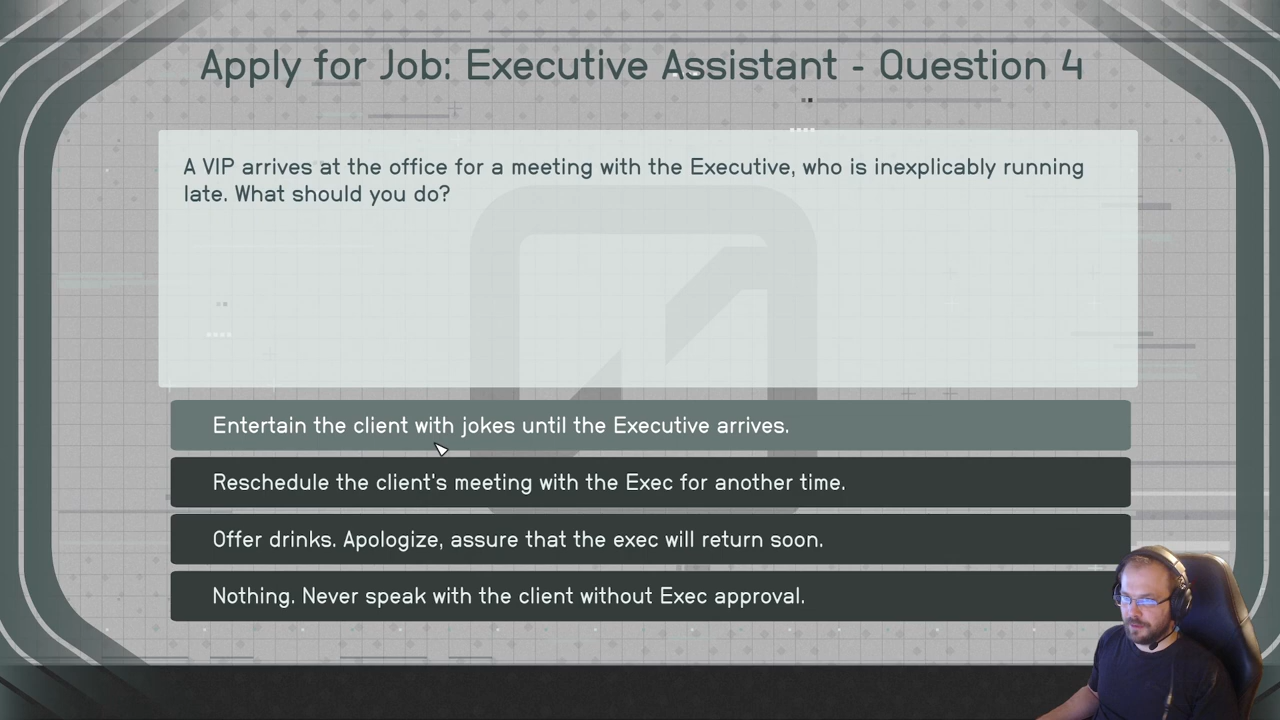 Apply for Job: Executive Assistant - Question 4
A VIP arrives at the office for a meeting with the Executive, who is inexplicably running
late. What should you do?
Entertain the client with jokes until the Executive arrives.
Reschedule the client's meeting with the Exec for another time.
Offer drinks. Apologize, assure that the exec will return soon.
Nothing. Never speak with the client without Exec approval.